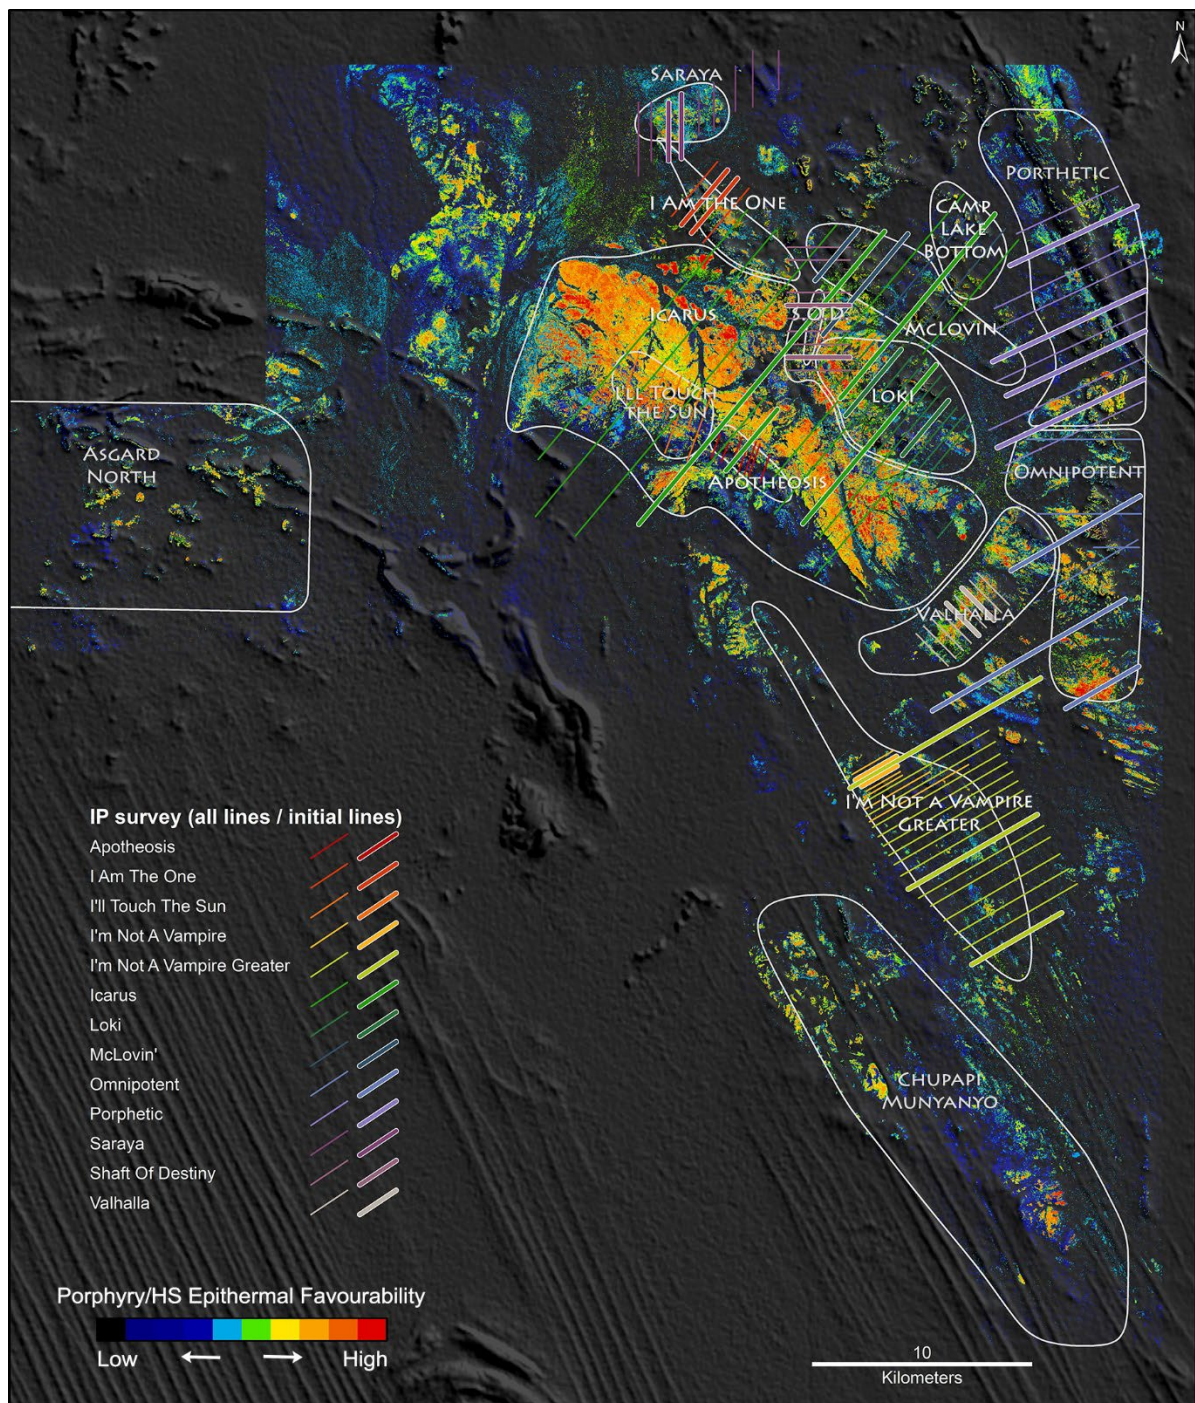 N
SARAYA
PORTHETIC
I AM THE ONE
CAMP
LAKE
BOTTOM
ICARUS
S.O.D
MCLOVIN
I'LL TOUCH
THE SUN
LOKI
ASGARD
NORTH
APOTHEOSIS
OMNIPOTENT
VALHALLA
I'M NOT A VAMPIRE
GREATER
CHUPAPI
MUNYANYO
IP survey (all lines / initial lines)
Apotheosis
I Am The One
I'll Touch The Sun
I'm Not A Vampire
I'm Not A Vampire Greater
Icarus
Loki
McLovin'
Omnipotent
Porphetic
Saraya
Shaft Of Destiny
Valhalla
Porphyry/HS Epithermal Favourability
Low ← → High
10
Kilometers